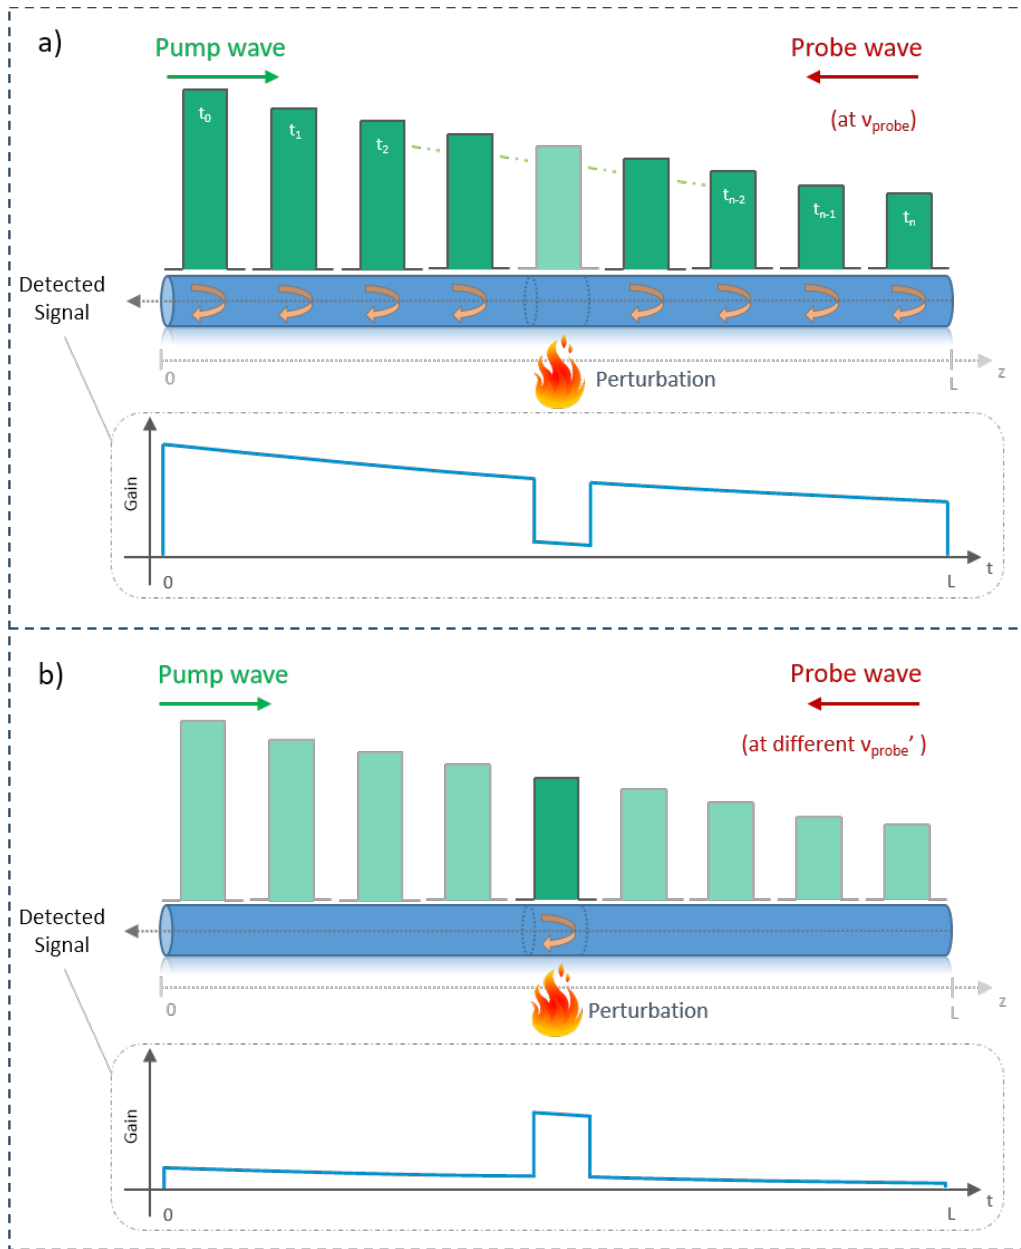 a)
Pump wave
Probe wave
(at νprobe)
t0
t1
t2
tn-2
tn-1
tn
Detected
Signal
0
Perturbation
L
z
Gain
0
L
t
b)
Pump wave
Probe wave
(at different νprobe’ )
Detected
Signal
0
Perturbation
L
z
Gain
0
L
t